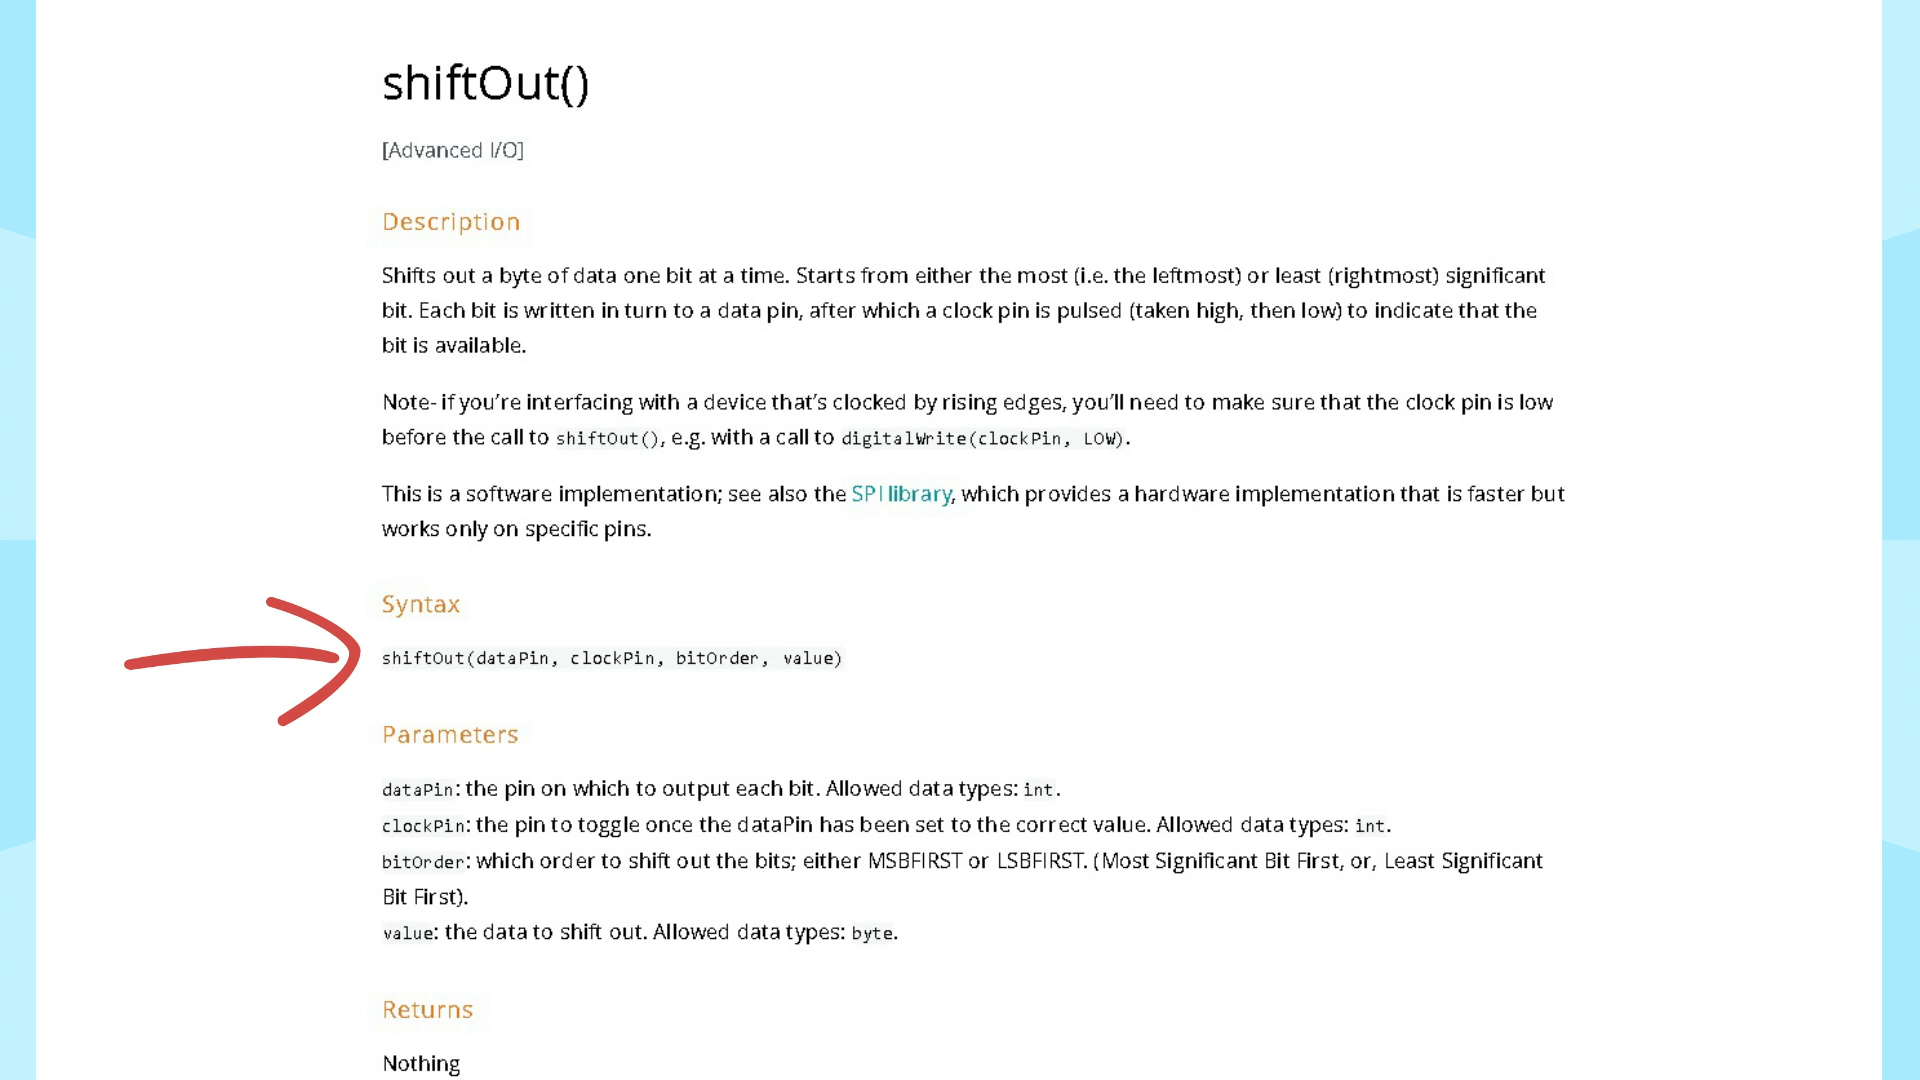 shiftOut()
[Advanced I/O]
Description
Shifts out a byte of data one bit at a time. Starts from either the most (i.e. the leftmost) or least (rightmost) significant
bit. Each bit is written in turn to a data pin, after which a clock pin is pulsed (taken high, then low) to indicate that the
bit is available.
Note- if you’re interfacing with a device that’s clocked by rising edges, you’ll need to make sure that the clock pin is low
before the call to shiftOut(), e.g. with a call to digitalWrite(clockPin, LOW).
This is a software implementation; see also the SPI library, which provides a hardware implementation that is faster but
works only on specific pins.
Syntax
shiftOut(dataPin, clockPin, bitOrder, value)
Parameters
dataPin: the pin on which to output each bit. Allowed data types: int.
clockPin: the pin to toggle once the dataPin has been set to the correct value. Allowed data types: int.
bitOrder: which order to shift out the bits; either MSBFIRST or LSBFIRST. (Most Significant Bit First, or, Least Significant
Bit First).
value: the data to shift out. Allowed data types: byte.
Returns
Nothing